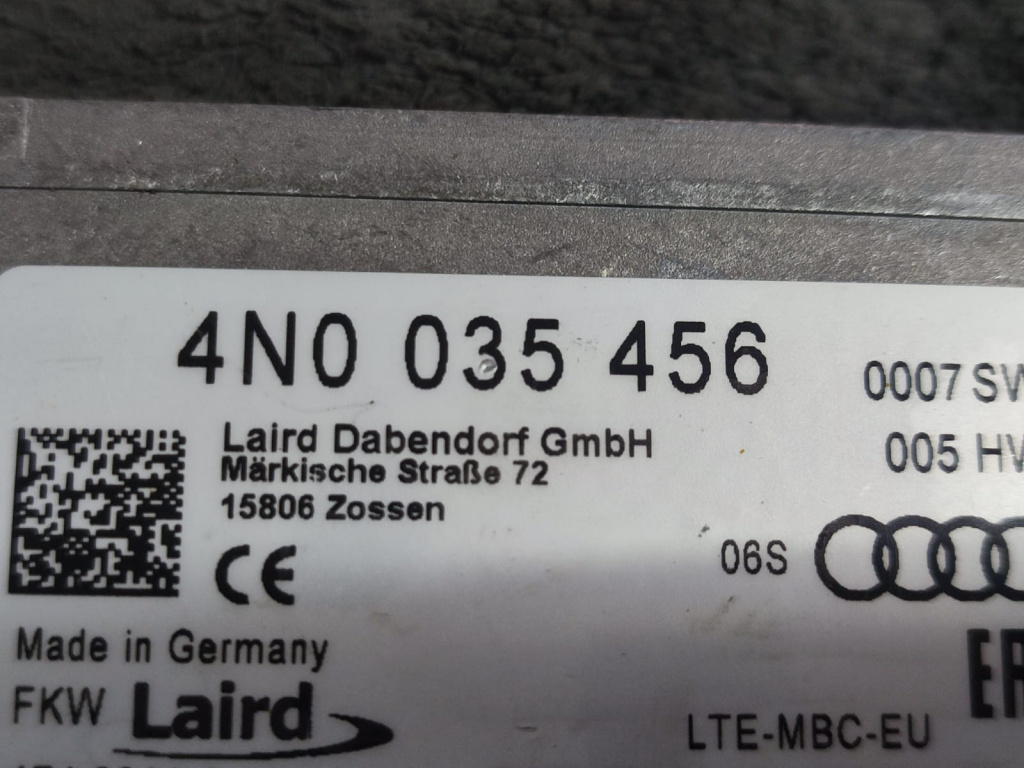 4N0 035 456
0007 SW
005 HW
Laird Dabendorf GmbH
Märkische Straße 72
15806 Zossen
06S
CE
Made in Germany
FKW Laird
LTE-MBC-EU